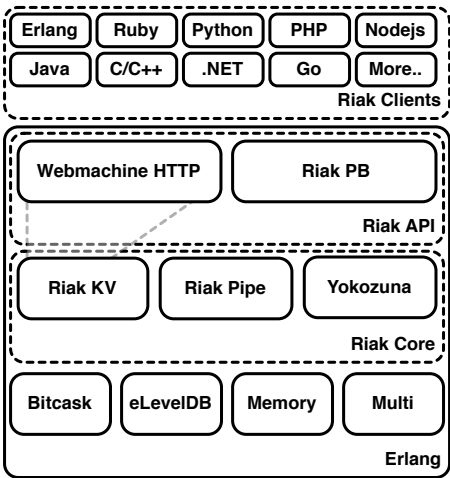 Erlang Ruby Python PHP Nodejs
Java C/C++ .NET Go More..
Riak Clients
Webmachine HTTP Riak PB
Riak API
Riak KV Riak Pipe Yokozuna
Riak Core
Bitcask eLevelDB Memory Multi
Erlang